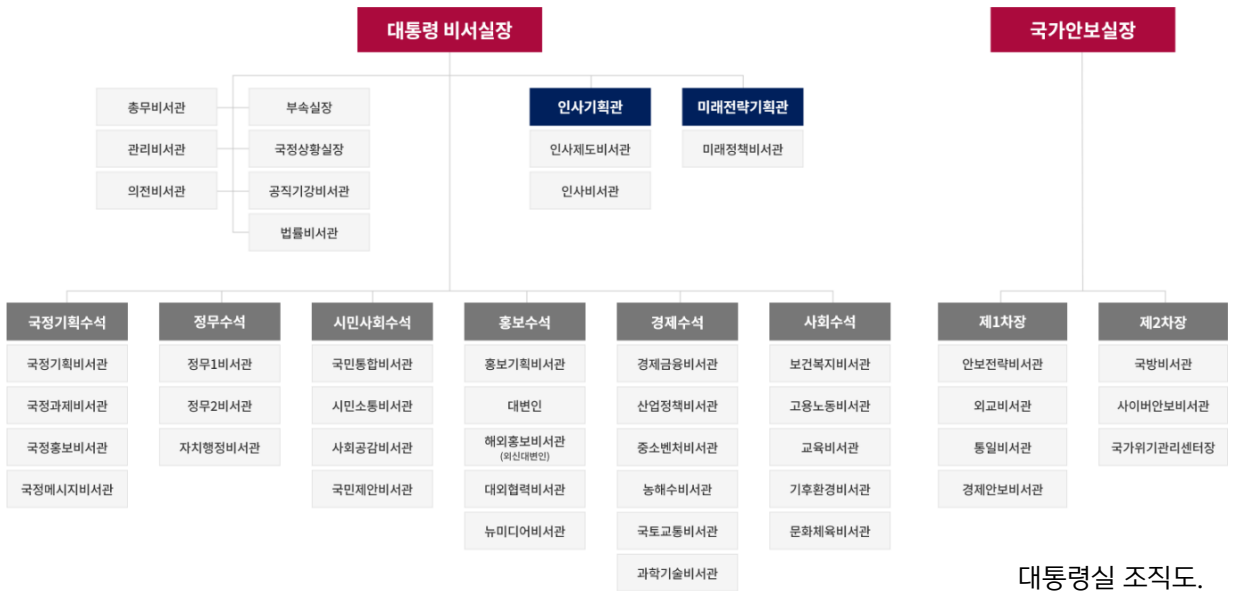 대통령 비서실장
국가안보실장
총무비서관
부속실장
인사기획관
미래전략기획관
관리비서관
국정상황실장
인사제도비서관
미래정책비서관
의전비서관
공직기강비서관
인사비서관
법률비서관
국정기획수석
국정기획비서관
국정과제비서관
국정홍보비서관
국정메시지비서관
정무수석
정무1비서관
정무2비서관
자치행정비서관
시민사회수석
국민통합비서관
시민소통비서관
사회공감비서관
국민제안비서관
홍보수석
홍보기획비서관
대변인
해외홍보비서관
(외신대변인)
대외협력비서관
뉴미디어비서관
경제수석
경제금융비서관
산업정책비서관
중소벤처비서관
농해수비서관
국토교통비서관
과학기술비서관
사회수석
보건복지비서관
고용노동비서관
교육비서관
기후환경비서관
문화체육비서관
제1차장
안보전략비서관
외교비서관
통일비서관
경제안보비서관
제2차장
국방비서관
사이버안보비서관
국가위기관리센터장
대통령실 조직도.